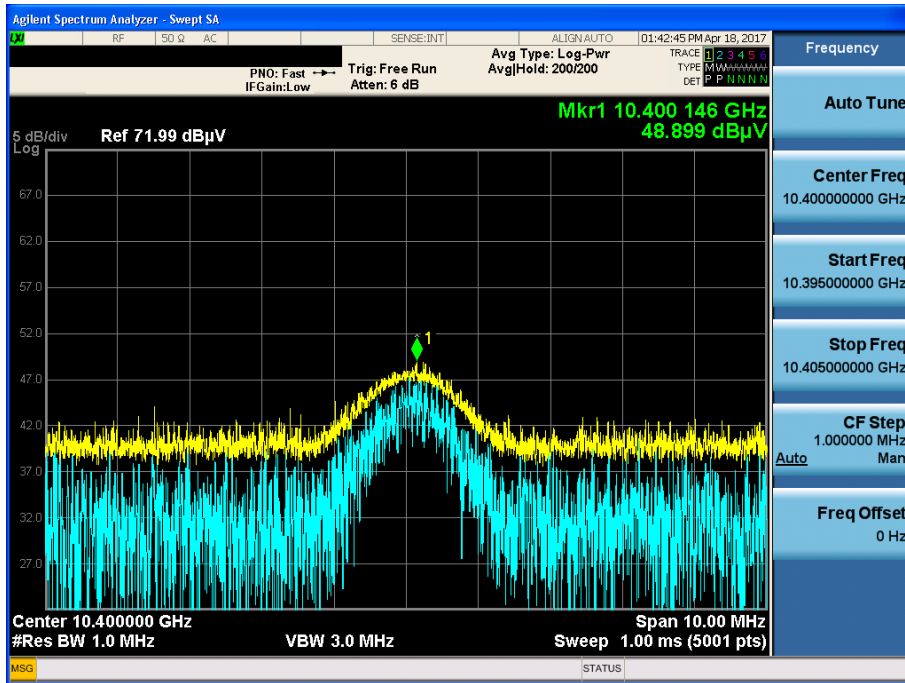 Agilent Spectrum Analyzer - Swept SA
LXI RF 50 Ω AC SENSE:INT ALIGN AUTO 01:42:45 PM Apr 18, 2017
PNO: Fast
IFGain:Low
Trig: Free Run
Atten: 6 dB
Avg Type: Log-Pwr
Avg|Hold: 200/200
TRACE 1 2 3 4 5 6
TYPE M W W W W W
DET P P N N N N
Mkr1 10.400 146 GHz
48.899 dBµV
5 dB/div Ref 71.99 dBµV
Log
67.0
62.0
57.0
52.0
47.0
42.0
37.0
32.0
27.0
1
Center 10.400000 GHz Span 10.00 MHz
#Res BW 1.0 MHz VBW 3.0 MHz Sweep 1.00 ms (5001 pts)
MSG STATUS
Frequency
Auto Tune
Center Freq
10.400000000 GHz
Start Freq
10.395000000 GHz
Stop Freq
10.405000000 GHz
CF Step
1.000000 MHz
Auto Man
Freq Offset
0 Hz